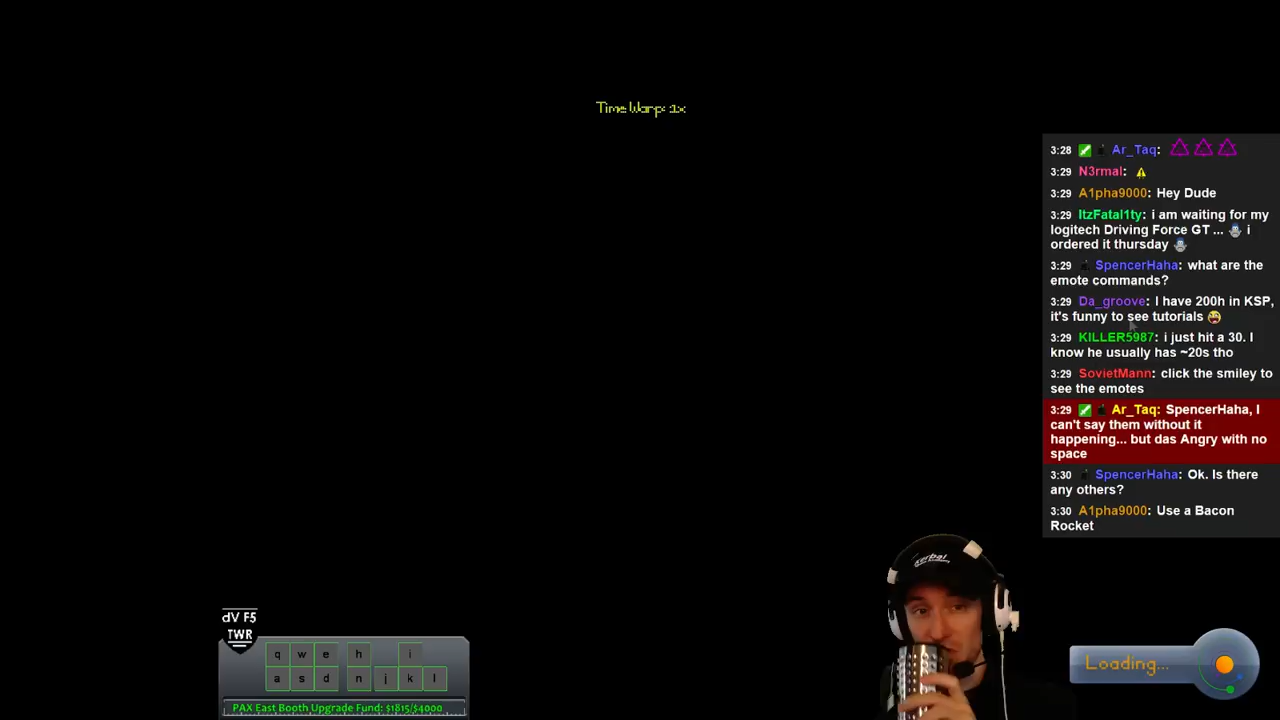 Time Warp: 1x
3:28 Ar_Taq:
3:29 N3rmal:
3:29 A1pha9000: Hey Dude
3:29 ItzFatal1ty: i am waiting for my
logitech Driving Force GT ... i
ordered it thursday
3:29 SpencerHaha: what are the
emote commands?
3:29 Da_groove: I have 200h in KSP,
it's funny to see tutorials
3:29 KILLER5987: i just hit a 30. I
know he usually has ~20s tho
3:29 SovietMann: click the smiley to
see the emotes
3:29 Ar_Taq: SpencerHaha, I
can't say them without it
happening... but das Angry with no
space
3:30 SpencerHaha: Ok. Is there
any others?
3:30 A1pha9000: Use a Bacon
Rocket
kerbal
dV F5
TWR
q w e h i
a s d n j k l
PAX East Booth Upgrade Fund: $1815/$4000
Loading...